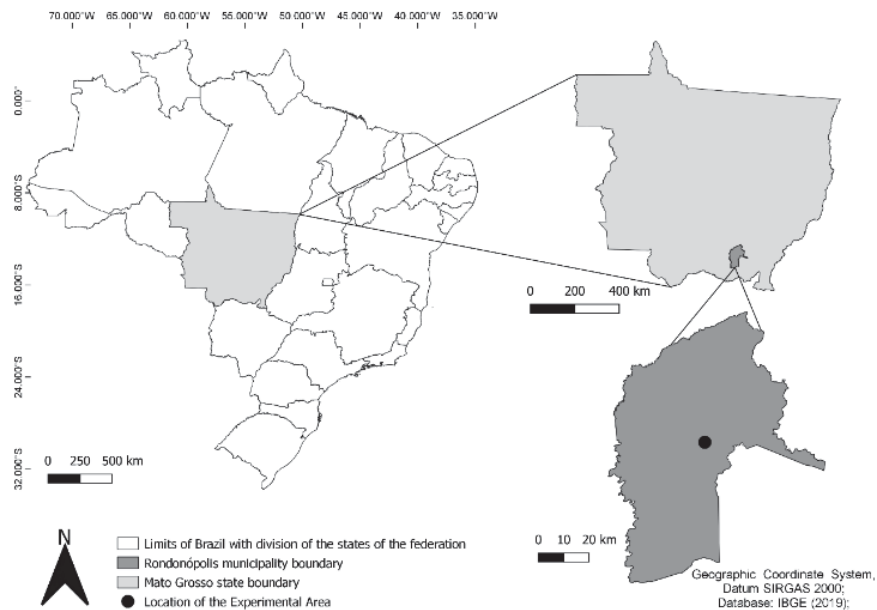 70.000°W 65.000°W 60.000°W 55.000°W 50.000°W 45.000°W 40.000°W 35.000°W
0.000°
8.000°S
16.000°S
24.000°S
32.000°S
0 200 400 km
0 250 500 km
0 10 20 km
N
Limits of Brazil with division of the states of the federation
Rondonópolis municipality boundary
Mato Grosso state boundary
Location of the Experimental Area
Geographic Coordinate System,
Datum SIRGAS 2000;
Database: IBGE (2019);